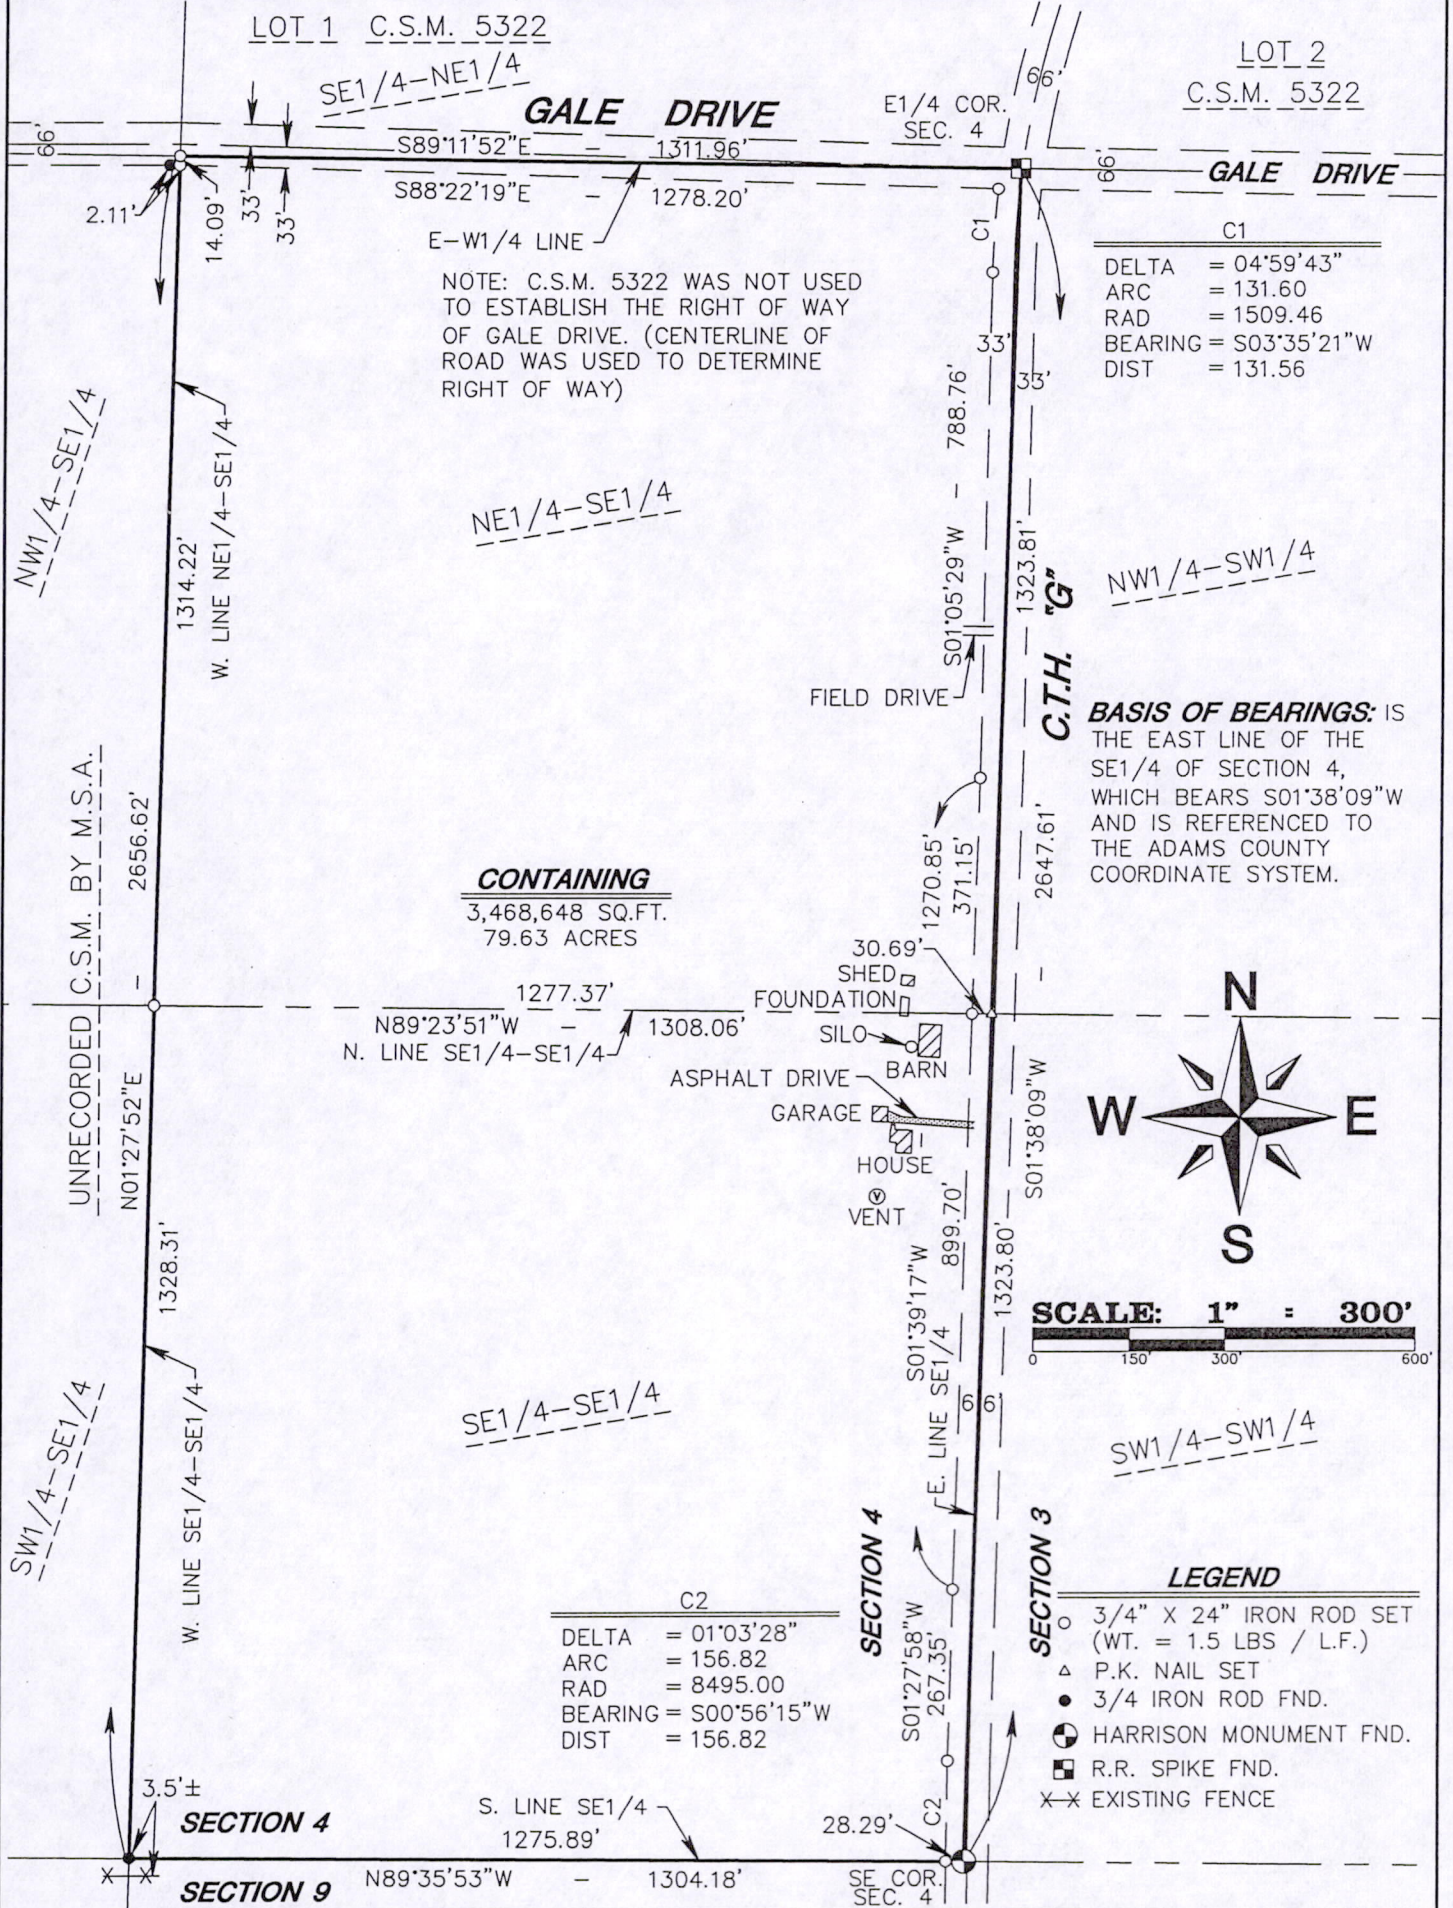 LOT 1 C.S.M. 5322
SE1/4-NE1/4
GALE DRIVE
E1/4 COR.
SEC. 4
66'
LOT 2
C.S.M. 5322
66'
S89°11'52"E - 1311.96'
66'
GALE DRIVE
2.11'
14.09'
33'
33'
S88°22'19"E - 1278.20'
E-W1/4 LINE
C1
NOTE: C.S.M. 5322 WAS NOT USED
TO ESTABLISH THE RIGHT OF WAY
OF GALE DRIVE. (CENTERLINE OF
ROAD WAS USED TO DETERMINE
RIGHT OF WAY)
C1
DELTA = 04°59'43"
ARC = 131.60
RAD = 1509.46
BEARING = S03°35'21"W
DIST = 131.56
33'
33'
NW1/4-SE1/4
1314.22'
W. LINE NE1/4-SE1/4
NE1/4-SE1/4
S01°05'29"W - 788.76'
1323.81'
C.T.H. "G"
NW1/4-SW1/4
FIELD DRIVE
BASIS OF BEARINGS: IS
THE EAST LINE OF THE
SE1/4 OF SECTION 4,
WHICH BEARS S01°38'09"W
AND IS REFERENCED TO
THE ADAMS COUNTY
COORDINATE SYSTEM.
UNRECORDED C.S.M. BY M.S.A.
N01°27'52"E - 2656.62'
CONTAINING
3,468,648 SQ.FT.
79.63 ACRES
1270.85'
371.15'
S01°38'09"W - 2647.61'
30.69'
SHED
FOUNDATION
1277.37'
N89°23'51"W - 1308.06'
N. LINE SE1/4-SE1/4
SILO
BARN
ASPHALT DRIVE
GARAGE
HOUSE
V
VENT
N
W
E
S
1328.31'
W. LINE SE1/4-SE1/4
S01°39'17"W - 899.70'
1323.80'
E. LINE SE1/4
66'
SCALE: 1" = 300'
0 150' 300' 600'
SE1/4-SE1/4
SW1/4-SE1/4
SW1/4-SW1/4
SECTION 4
SECTION 3
C2
DELTA = 01°03'28"
ARC = 156.82
RAD = 8495.00
BEARING = S00°56'15"W
DIST = 156.82
S01°27'58"W
267.35'
LEGEND
3/4" X 24" IRON ROD SET
(WT. = 1.5 LBS / L.F.)
P.K. NAIL SET
3/4 IRON ROD FND.
HARRISON MONUMENT FND.
R.R. SPIKE FND.
X-X EXISTING FENCE
3.5'±
SECTION 4
S. LINE SE1/4
1275.89'
28.29'
C2
N89°35'53"W - 1304.18'
SE COR.
SEC. 4
SECTION 9